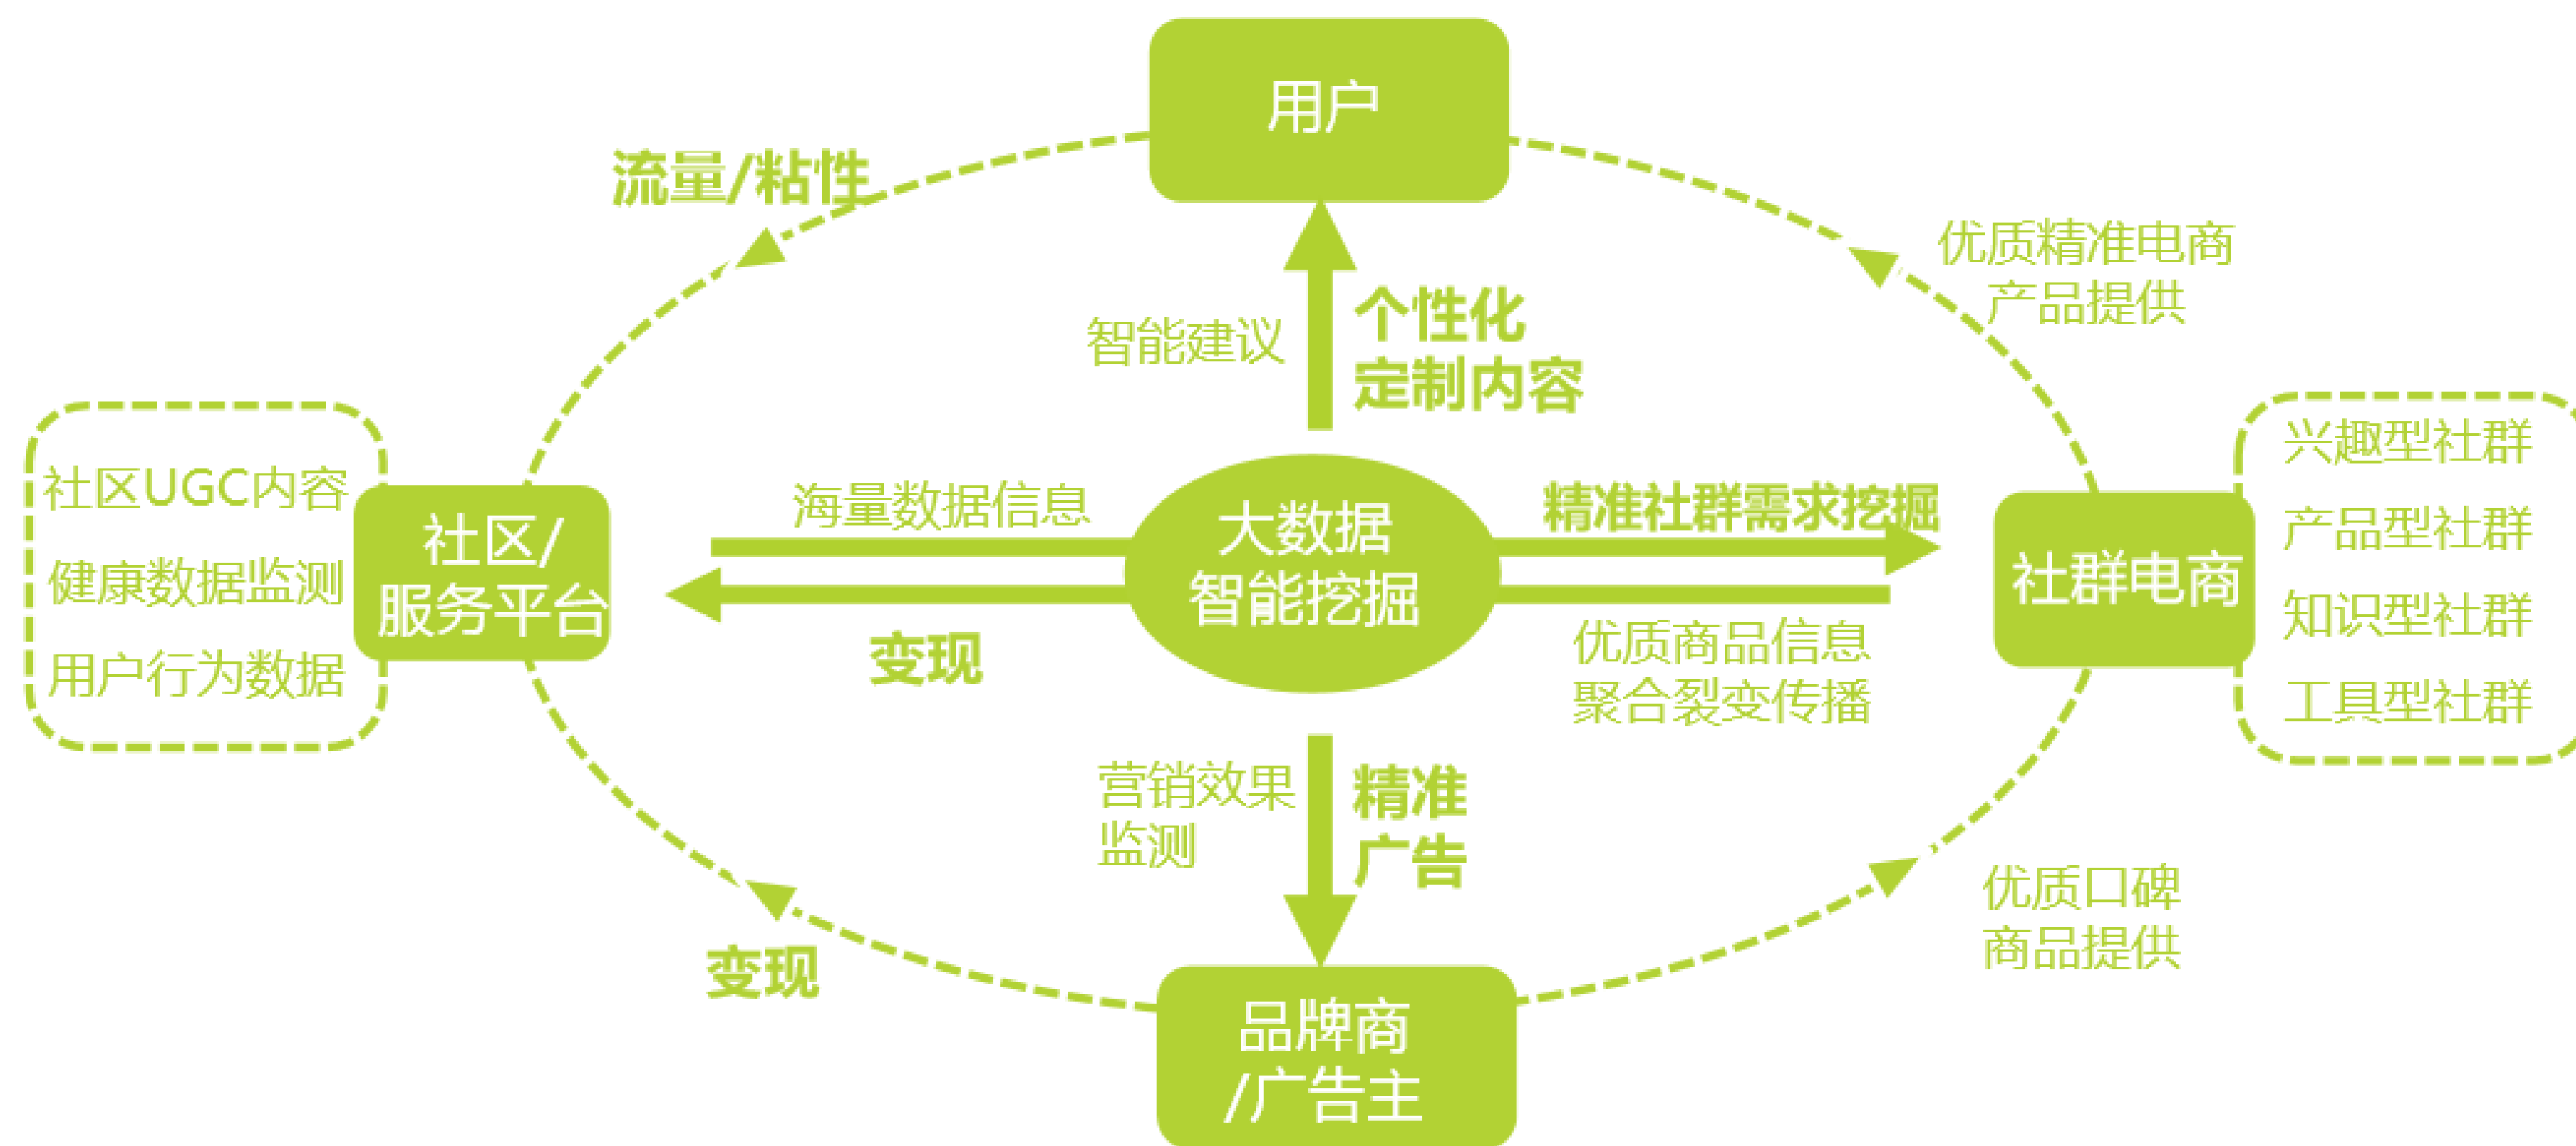 用户
流量/粘性
优质精准电商
产品提供
智能建议
个性化
定制内容
社区UGC内容
健康数据监测
用户行为数据
社区/
服务平台
海量数据信息
变现
大数据
智能挖掘
精准社群需求挖掘
优质商品信息
聚合裂变传播
社群电商
兴趣型社群
产品型社群
知识型社群
工具型社群
营销效果
监测
精准
广告
变现
优质口碑
商品提供
品牌商
/广告主